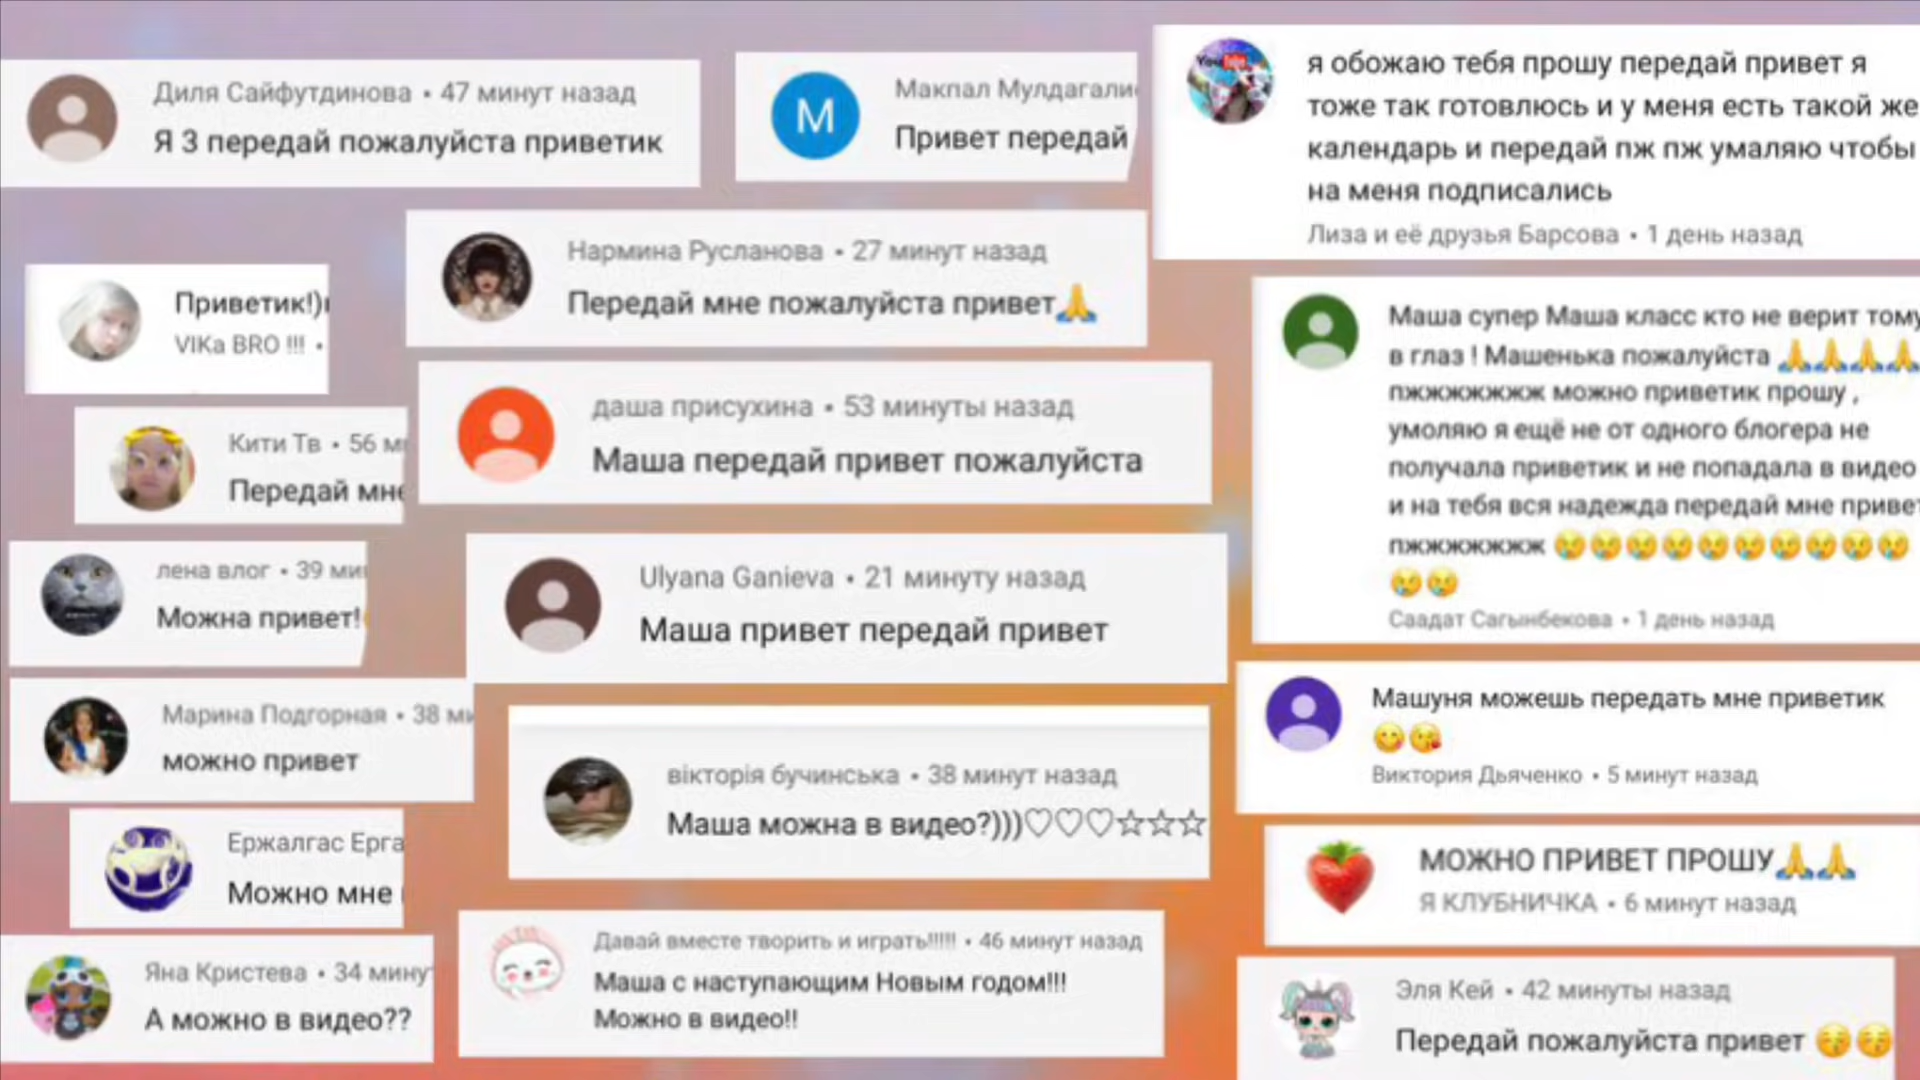 Диля Сайфутдинова • 47 минут назад
Я 3 передай пожалуйста приветик
Макпал Мулдагали
Привет передай
я обожаю тебя прошу передай привет я
тоже так готовлюсь и у меня есть такой же
календарь и передай пж пж умаляю чтобы
на меня подписались
Лиза и её друзья Барсова • 1 день назад
Приветик!)
VIKa BRO !!! •
Нармина Русланова • 27 минут назад
Передай мне пожалуйста привет🙏
Маша супер Маша класс кто не верит тому
в глаз ! Машенька пожалуйста 🙏🙏🙏🙏
пжжжжжжж можно приветик прошу ,
умоляю я ещё не от одного блогера не
получала приветик и не попадала в видео
и на тебя вся надежда передай мне привет
пжжжжжжж 😢😢😢😢😢😢😢😢😢😢
😢😢
Саадат Сагынбекова • 1 день назад
Кити Тв • 56 м
Передай мне
даша присухина • 53 минуты назад
Маша передай привет пожалуйста
лена влог • 39 ми
Можна привет!
Ulyana Ganieva • 21 минуту назад
Маша привет передай привет
Марина Подгорная • 38 ми
можно привет
вікторія бучинська • 38 минут назад
Маша можна в видео?)))♡♡♡☆☆☆
Машуня можешь передать мне приветик
😋😘
Виктория Дьяченко • 5 минут назад
Ержалгас Ерга
Можно мне
МОЖНО ПРИВЕТ ПРОШУ🙏🙏
Я КЛУБНИЧКА • 6 минут назад
Яна Кристева • 34 мину
А можно в видео??
Давай вместе творить и играть!!!!! • 46 минут назад
Маша с наступающим Новым годом!!!
Можно в видео!!
Эля Кей • 42 минуты назад
Передай пожалуйста привет 😚😚